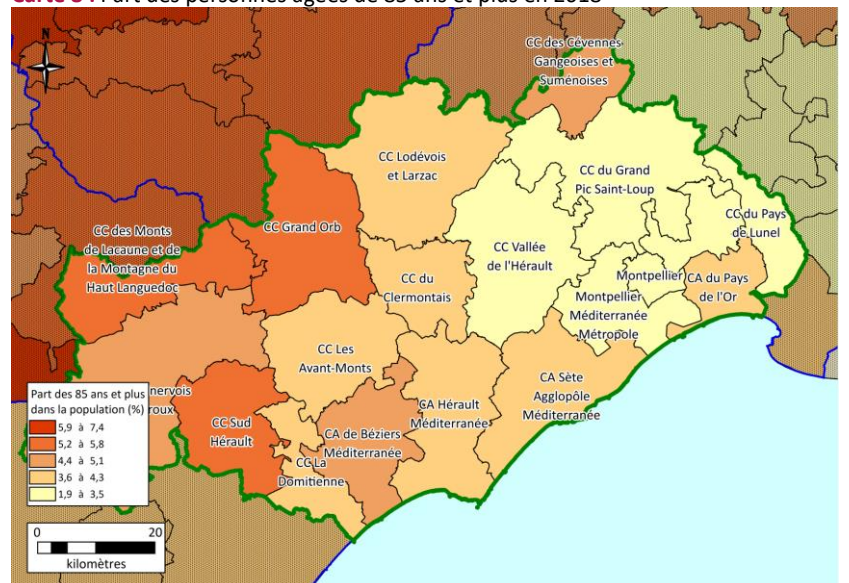 Carte 34 : Part des personnes âgées de 85 ans et plus en 2018
N
CC des Cévennes
Gangeoises et
Suménoises
CC Lodévois
et Larzac
CC du Grand
Pic Saint-Loup
CC du Pays
de Lunel
CC Grand Orb
CC des Monts
de Lacaune et de
la Montagne du
Haut Languedoc
CC Vallée
de l'Hérault
CC du
Clermontais
Montpellier
CA du Pays
de l'Or
Montpellier
Méditerranée
Métropole
CC Les
Avant-Monts
CA Hérault
Méditerranée
CA Sète
Agglopôle
Méditerranée
CC Sud
Hérault
CA de Béziers
Méditerranée
CC La
Domitienne
nervois
roux
Part des 85 ans et plus
dans la population (%)
5,9 à 7,4
5,2 à 5,8
4,4 à 5,1
3,6 à 4,3
1,9 à 3,5
0 20
kilomètres